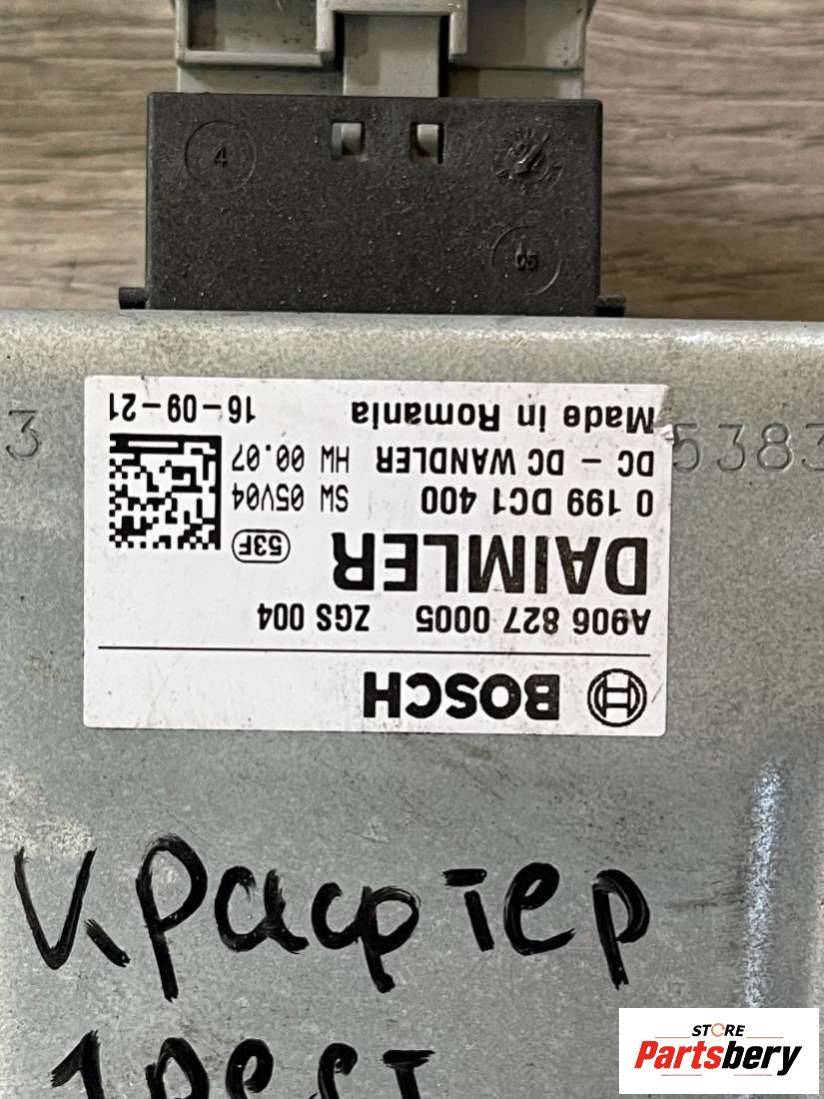 4
05
3
5383
BOSCH
A906 827 0005 ZGS 004
DAIMLER 53F
0 199 DC1 400 SW 05V04
DC - DC WANDLER HW 00.07
Made in Romania 16-09-21
Крафтер
STORE
Partsbery